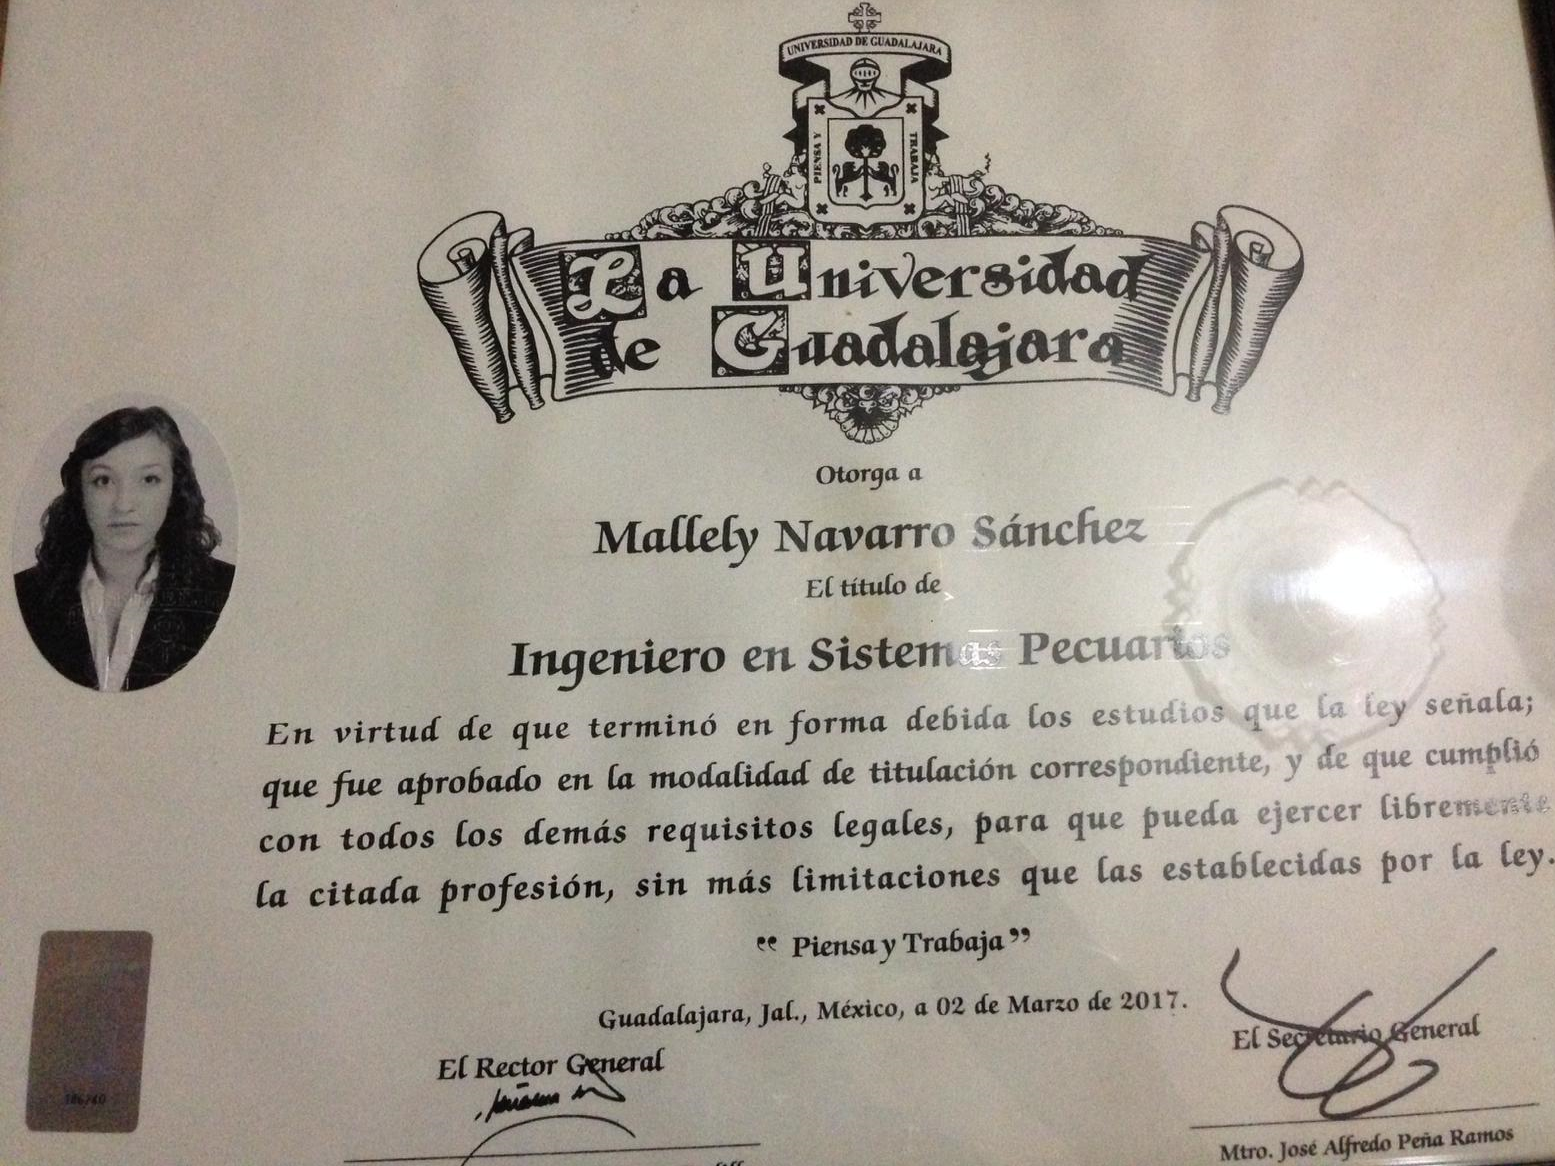 UNIVERSIDAD DE GUADALAJARA
PIENSA Y
TRABAJA
La Universidad
de Guadalajara
Otorga a
Mallely Navarro Sánchez
El título de
Ingeniero en Sistemas Pecuarios
En virtud de que terminó en forma debida los estudios que la ley señala;
que fue aprobado en la modalidad de titulación correspondiente, y de que cumplió
con todos los demás requisitos legales, para que pueda ejercer libremente
la citada profesión, sin más limitaciones que las establecidas por la ley.
“ Piensa y Trabaja ”
Guadalajara, Jal., México, a 02 de Marzo de 2017.
El Rector General
El Secretario General
Mtro. José Alfredo Peña Ramos